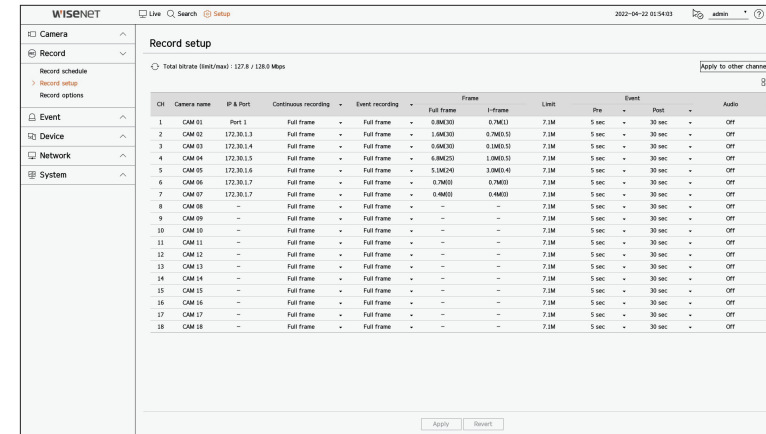 WISENET
Live Search Setup 2022-04-22 01:54:03 admin ?
Camera
Record
Record schedule
> Record setup
Record options
Event
Device
Network
System
Record setup
Total bitrate (limit/max) : 127.8 / 128.0 Mbps
Apply to other channe
CH Camera name IP & Port Continuous recording Event recording Frame Limit Event Audio
Full frame I-frame Pre Post
1 CAM 01 Port 1 Full frame Full frame 0.8M(30) 0.7M(1) 7.1M 5 sec 30 sec Off
2 CAM 02 172.30.1.3 Full frame Full frame 1.6M(30) 0.7M(0.5) 7.1M 5 sec 30 sec Off
3 CAM 03 172.30.1.4 Full frame Full frame 0.6M(30) 0.1M(0.5) 7.1M 5 sec 30 sec Off
4 CAM 04 172.30.1.5 Full frame Full frame 6.8M(25) 1.0M(0.5) 7.1M 5 sec 30 sec Off
5 CAM 05 172.30.1.6 Full frame Full frame 5.1M(24) 3.0M(0.4) 7.1M 5 sec 30 sec Off
6 CAM 06 172.30.1.7 Full frame Full frame 0.7M(0) 0.7M(0) 7.1M 5 sec 30 sec Off
7 CAM 07 172.30.1.7 Full frame Full frame 0.4M(0) 0.4M(0) 7.1M 5 sec 30 sec Off
8 CAM 08 – Full frame Full frame – – 7.1M 5 sec 30 sec Off
9 CAM 09 – Full frame Full frame – – 7.1M 5 sec 30 sec Off
10 CAM 10 – Full frame Full frame – – 7.1M 5 sec 30 sec Off
11 CAM 11 – Full frame Full frame – – 7.1M 5 sec 30 sec Off
12 CAM 12 – Full frame Full frame – – 7.1M 5 sec 30 sec Off
13 CAM 13 – Full frame Full frame – – 7.1M 5 sec 30 sec Off
14 CAM 14 – Full frame Full frame – – 7.1M 5 sec 30 sec Off
15 CAM 15 – Full frame Full frame – – 7.1M 5 sec 30 sec Off
16 CAM 16 – Full frame Full frame – – 7.1M 5 sec 30 sec Off
17 CAM 17 – Full frame Full frame – – 7.1M 5 sec 30 sec Off
18 CAM 18 – Full frame Full frame – – 7.1M 5 sec 30 sec Off
Apply Revert